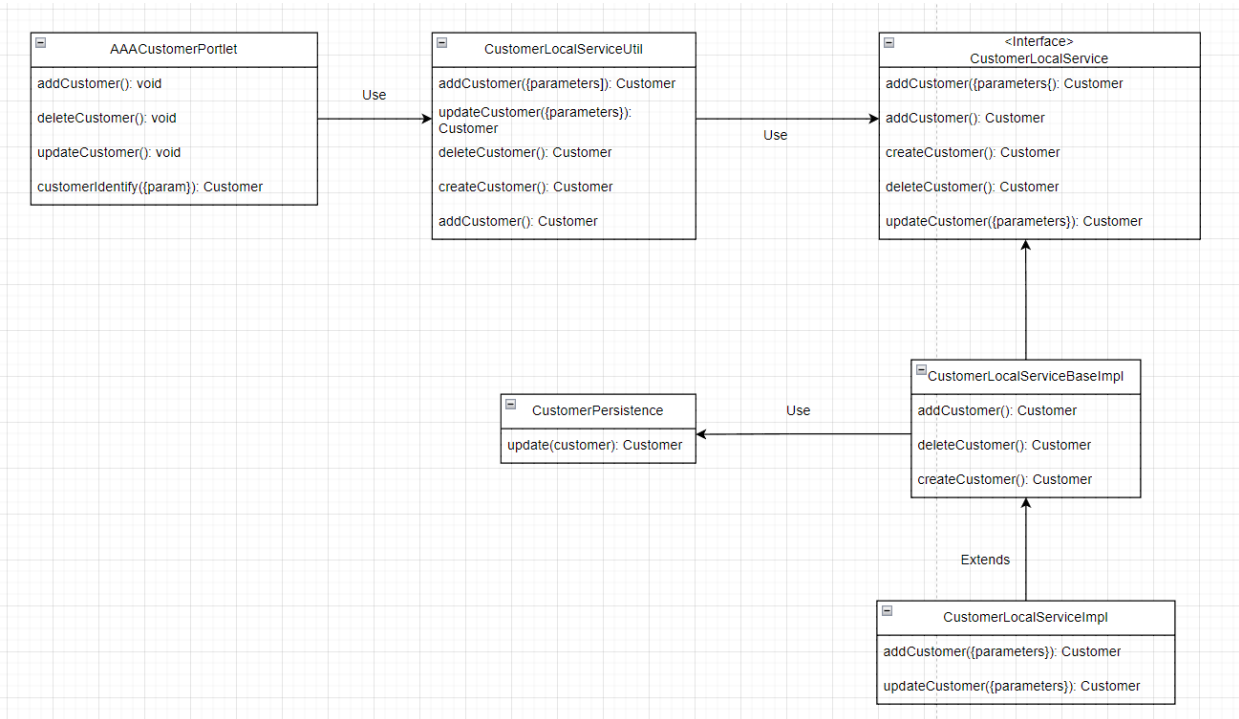 AAACustomerPortlet
addCustomer(): void
deleteCustomer(): void
updateCustomer(): void
customerIdentify({param}): Customer
Use
CustomerLocalServiceUtil
addCustomer({parameters]): Customer
updateCustomer({parameters}):
Customer
deleteCustomer(): Customer
createCustomer(): Customer
addCustomer(): Customer
Use
<Interface>
CustomerLocalService
addCustomer({parameters{): Customer
addCustomer(): Customer
createCustomer(): Customer
deleteCustomer(): Customer
updateCustomer({parameters}): Customer
CustomerPersistence
update(customer): Customer
Use
CustomerLocalServiceBaseImpl
addCustomer(): Customer
deleteCustomer(): Customer
createCustomer(): Customer
Extends
CustomerLocalServiceImpl
addCustomer({parameters}): Customer
updateCustomer({parameters}): Customer